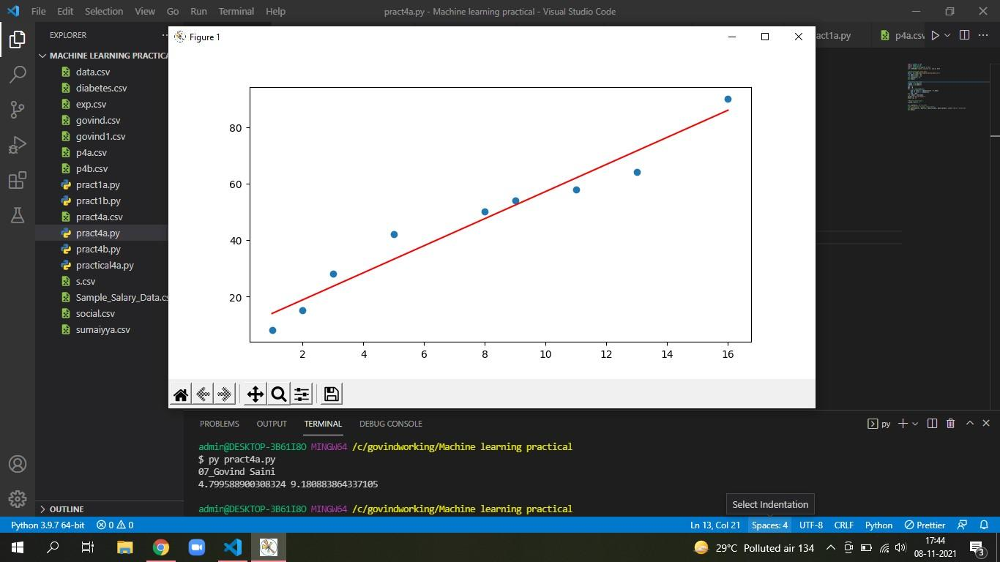 File Edit Selection View Go Run Terminal Help pract4a.py - Machine learning practical - Visual Studio Code
EXPLORER
MACHINE LEARNING PRACTICA
data.csv
diabetes.csv
exp.csv
govind.csv
govind1.csv
p4a.csv
p4b.csv
pract1a.py
pract1b.py
pract4a.csv
pract4a.py
pract4b.py
practical4a.py
s.csv
Sample_Salary_Data.cs
social.csv
sumaiyya.csv
OUTLINE
act1a.py p4a.csv
Figure 1
80
60
40
20
2 4 6 8 10 12 14 16
PROBLEMS OUTPUT TERMINAL DEBUG CONSOLE
py
admin@DESKTOP-3B61I8O MINGW64 /c/govindworking/Machine learning practical
$ py pract4a.py
07_Govind Saini
4.799588900308324 9.180883864337105
admin@DESKTOP-3B61I8O MINGW64 /c/govindworking/Machine learning practical
Select Indentation
Python 3.9.7 64-bit 0 0 Ln 13, Col 21 Spaces: 4 UTF-8 CRLF Python Prettier
29°C Polluted air 134
17:44
08-11-2021
3